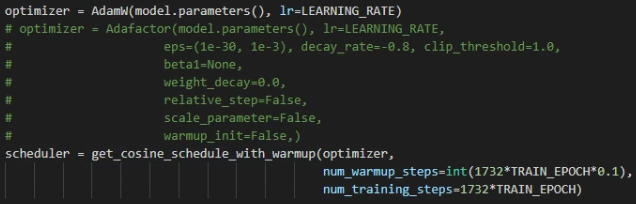 optimizer = AdamW(model.parameters(), lr=LEARNING_RATE)
# optimizer = Adafactor(model.parameters(), lr=LEARNING_RATE,
#                       eps=(1e-30, 1e-3), decay_rate=-0.8, clip_threshold=1.0,
#                       beta1=None,
#                       weight_decay=0.0,
#                       relative_step=False,
#                       scale_parameter=False,
#                       warmup_init=False,)
scheduler = get_cosine_schedule_with_warmup(optimizer,
                                            num_warmup_steps=int(1732*TRAIN_EPOCH*0.1),
                                            num_training_steps=1732*TRAIN_EPOCH)